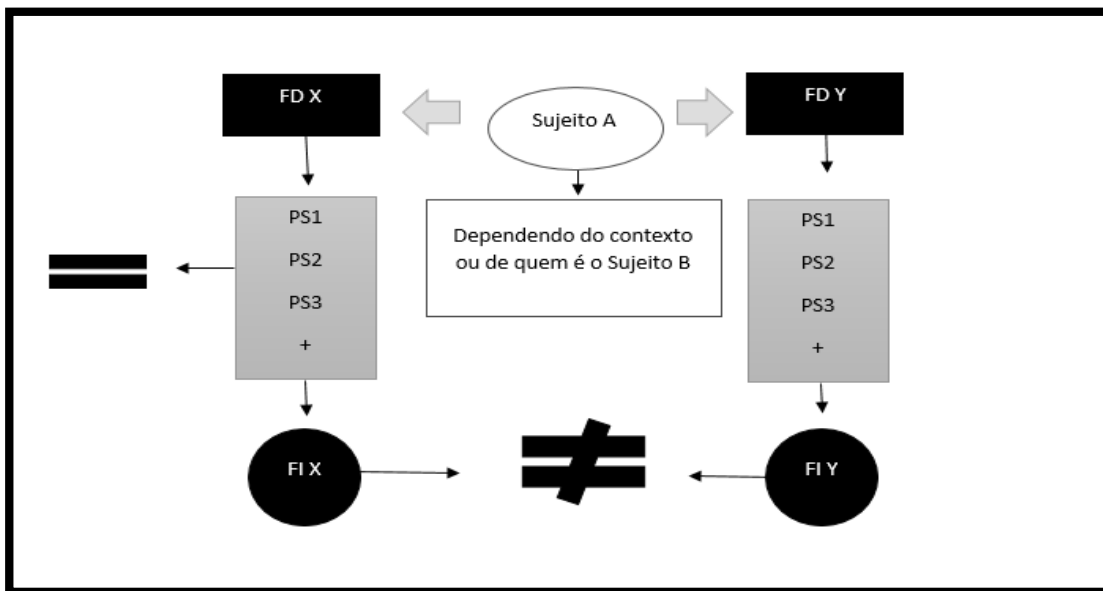 FD X
Sujeito A
FD Y
PS1
PS2
PS3
+
Dependendo do contexto
ou de quem é o Sujeito B
PS1
PS2
PS3
+
FI X
FI Y